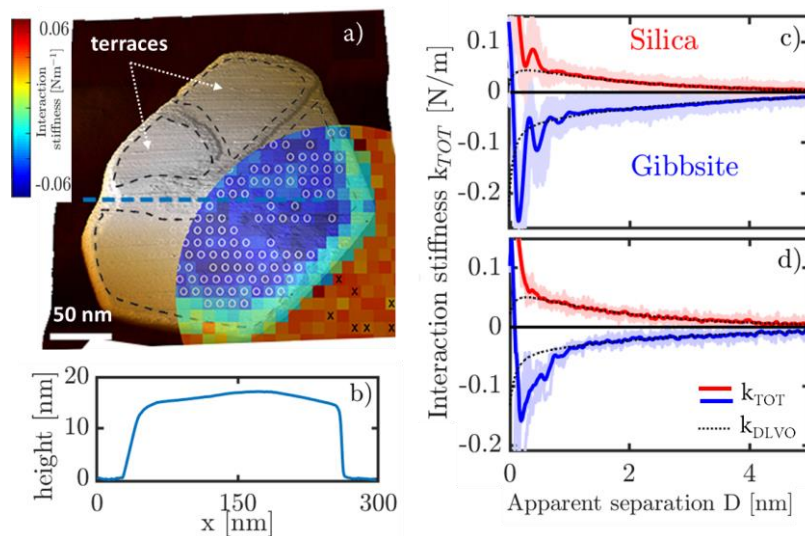 0.06
Interaction
stiffness [Nm⁻¹]
-0.06
terraces
a)
50 nm
20
10
0
height [nm]
b)
0
150
300
x [nm]
Interaction stiffness k_TOT [N/m]
0.1
0
-0.1
-0.2
Silica
c)
Gibbsite
0.1
0
-0.1
-0.2
d)
k_TOT
k_DLVO
0
2
4
Apparent separation D [nm]